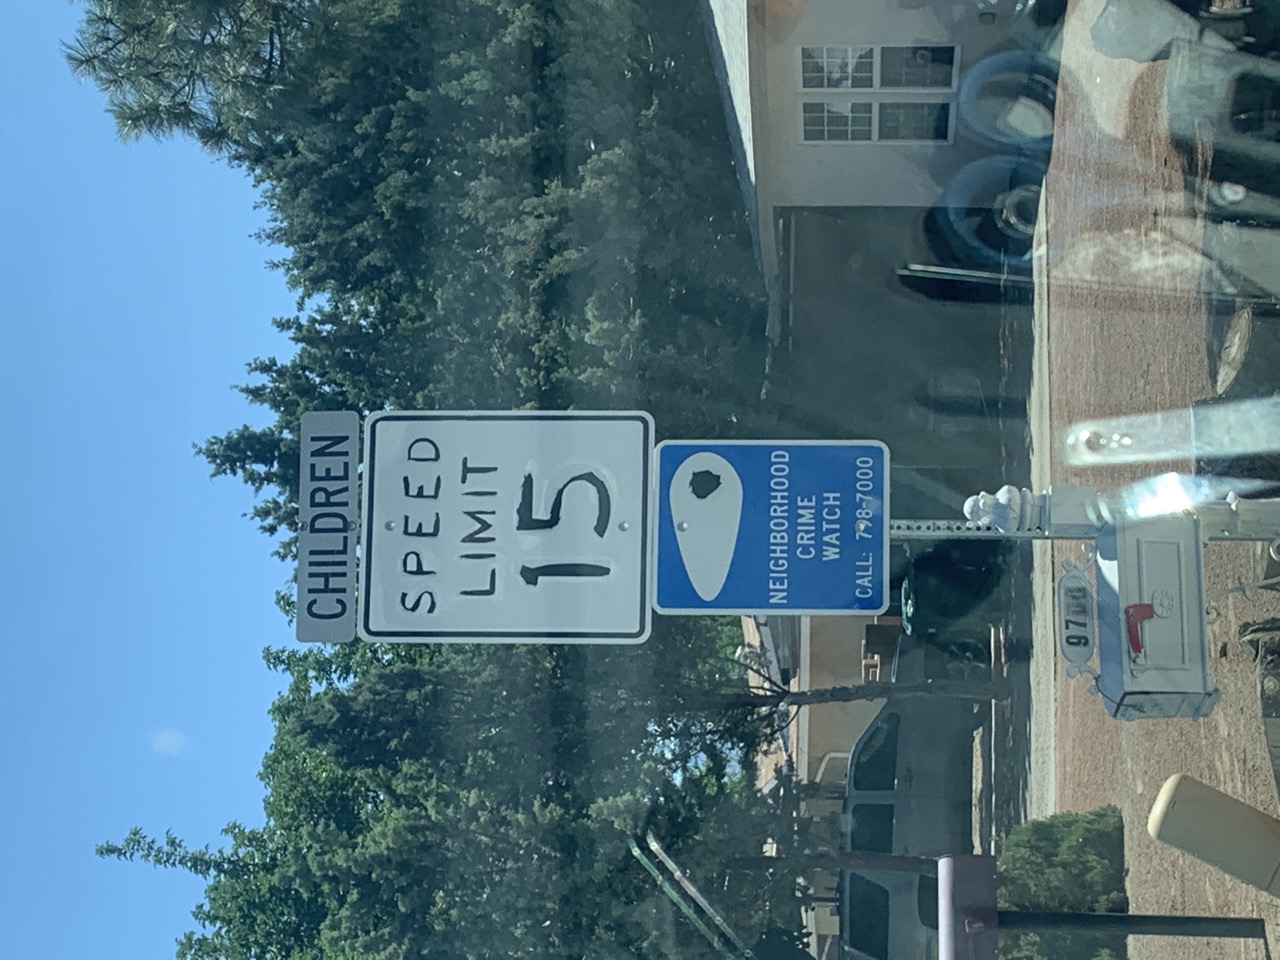 CHILDREN
SPEED
LIMIT
15
NEIGHBORHOOD
CRIME
WATCH
CALL: 798-7000